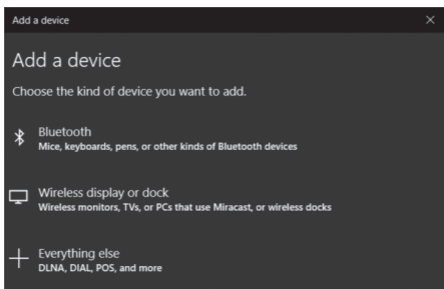 Add a device
Add a device
Choose the kind of device you want to add.
Bluetooth
Mice, keyboards, pens, or other kinds of Bluetooth devices
Wireless display or dock
Wireless monitors, TVs, or PCs that use Miracast, or wireless docks
Everything else
DLNA, DIAL, POS, and more